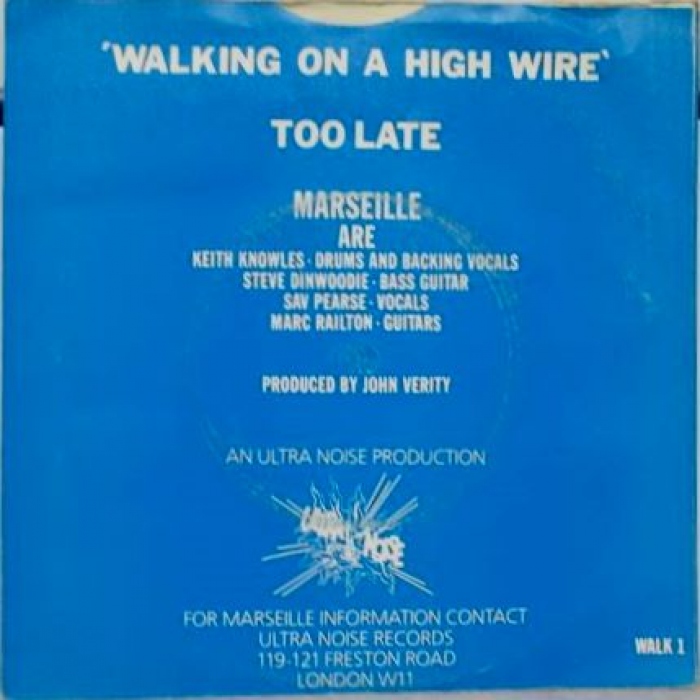 'WALKING ON A HIGH WIRE'
TOO LATE
MARSEILLE
ARE
KEITH KNOWLES · DRUMS AND BACKING VOCALS
STEVE DINWOODIE · BASS GUITAR
SAV PEARSE · VOCALS
MARC RAILTON · GUITARS
PRODUCED BY JOHN VERITY
AN ULTRA NOISE PRODUCTION
ULTRA NOISE
FOR MARSEILLE INFORMATION CONTACT
ULTRA NOISE RECORDS
119-121 FRESTON ROAD
LONDON W11
WALK 1